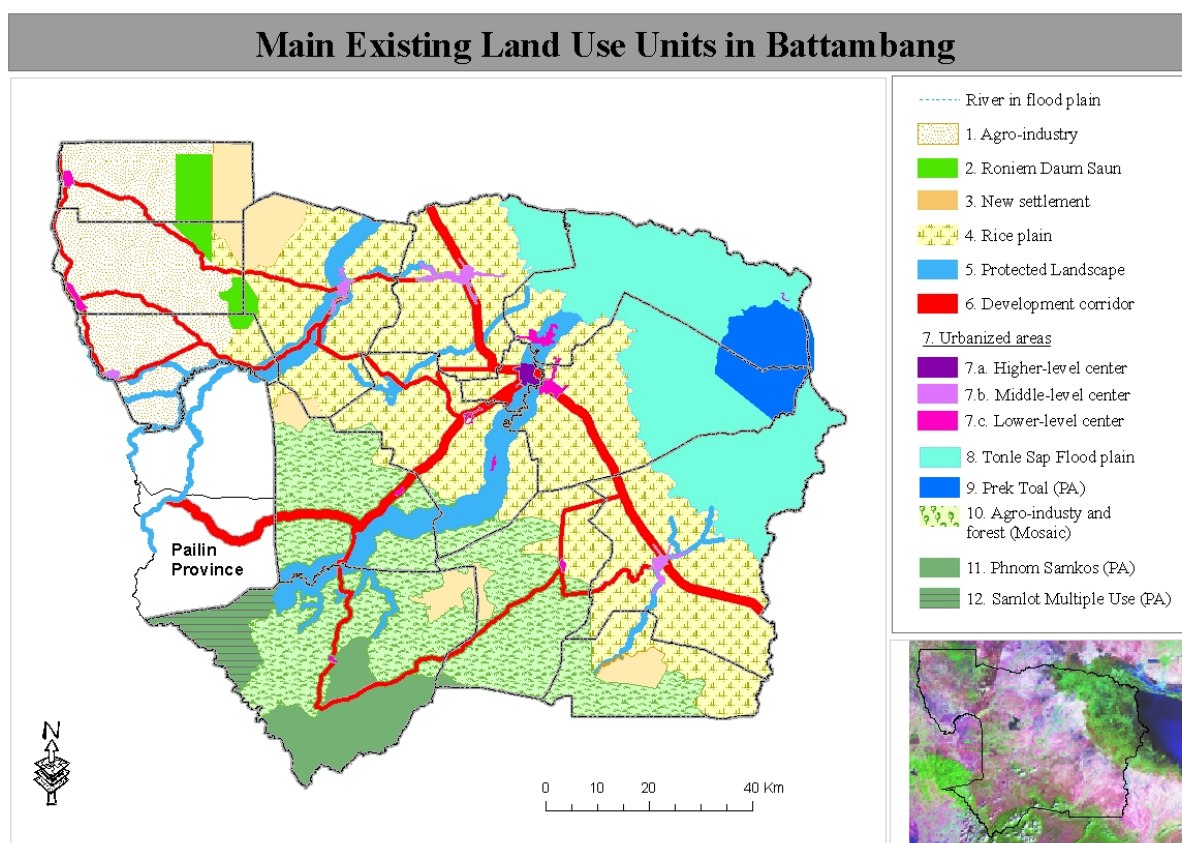 Main Existing Land Use Units in Battambang
River in flood plain
1. Agro-industry
2. Roniem Daum Saun
3. New settlement
4. Rice plain
5. Protected Landscape
6. Development corridor
7. Urbanized areas
7.a. Higher-level center
7.b. Middle-level center
7.c. Lower-level center
8. Tonle Sap Flood plain
9. Prek Toal (PA)
10. Agro-industy and
forest (Mosaic)
11. Phnom Samkos (PA)
12. Samlot Multiple Use (PA)
Pailin
Province
N
0 10 20 40 Km